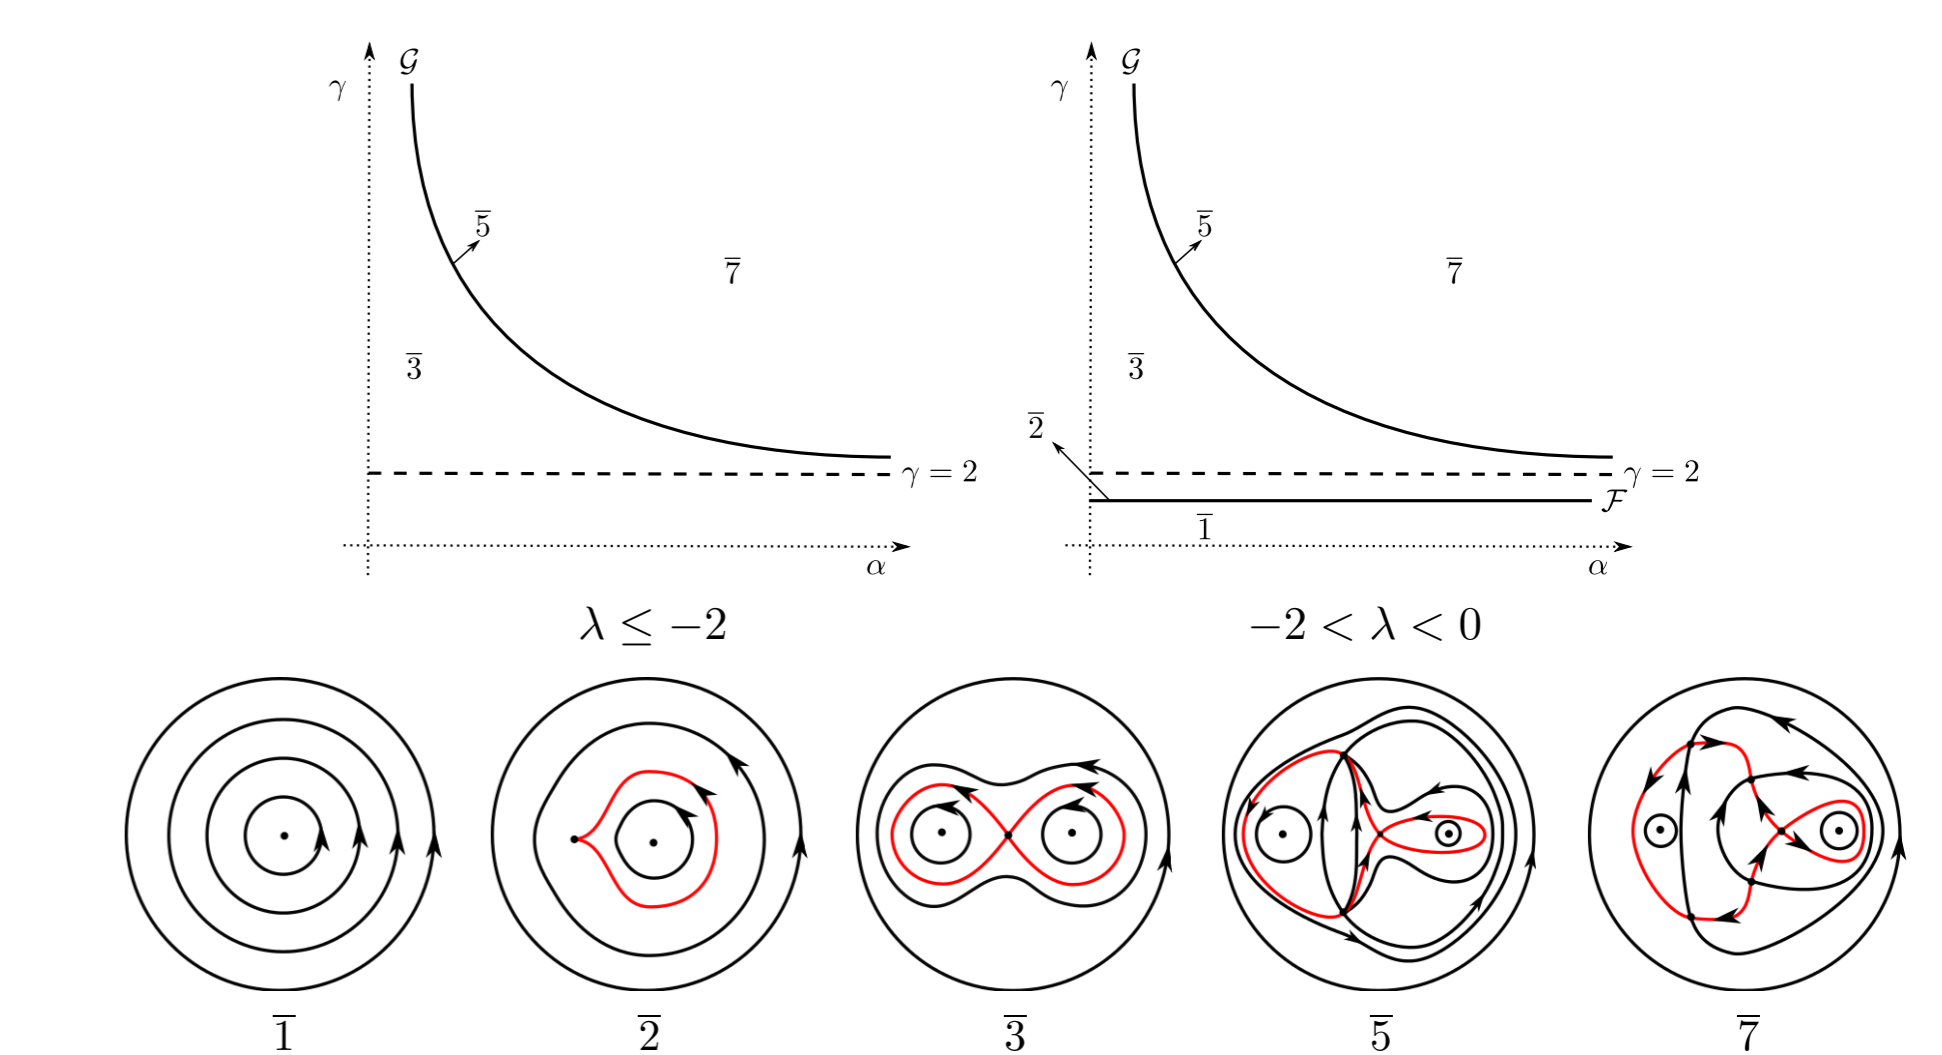 𝒢 𝒢
γ γ
5̅ 5̅
7̅ 7̅
3̅ 3̅
2̅
γ = 2 γ = 2
ℱ
1̅
α α
λ ≤ −2 −2 < λ < 0
1̅ 2̅ 3̅ 5̅ 7̅